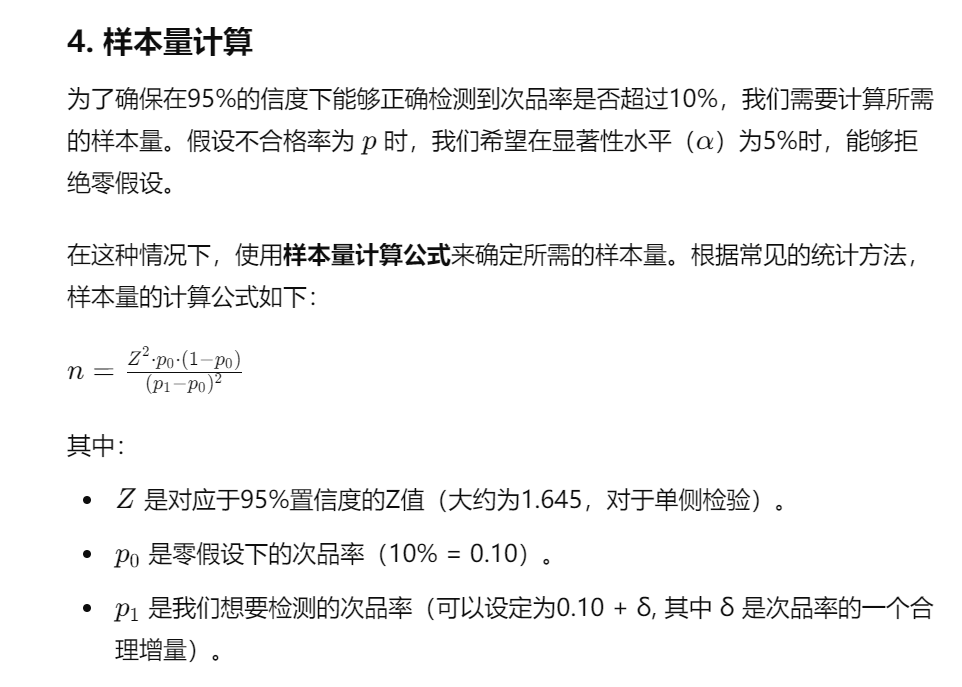 4. 样本量计算
为了确保在95%的信度下能够正确检测到次品率是否超过10%，我们需要计算所需
的样本量。假设不合格率为 p 时，我们希望在显著性水平（α）为5%时，能够拒
绝零假设。
在这种情况下，使用样本量计算公式来确定所需的样本量。根据常见的统计方法，
样本量的计算公式如下：
n = \frac{Z^2·p_0·(1−p_0)}{(p_1−p_0)^2}
其中：
• Z 是对应于95%置信度的Z值（大约为1.645，对于单侧检验）。
• p_0 是零假设下的次品率（10% = 0.10）。
• p_1 是我们想要检测的次品率（可以设定为0.10 + δ, 其中 δ 是次品率的一个合
理增量）。